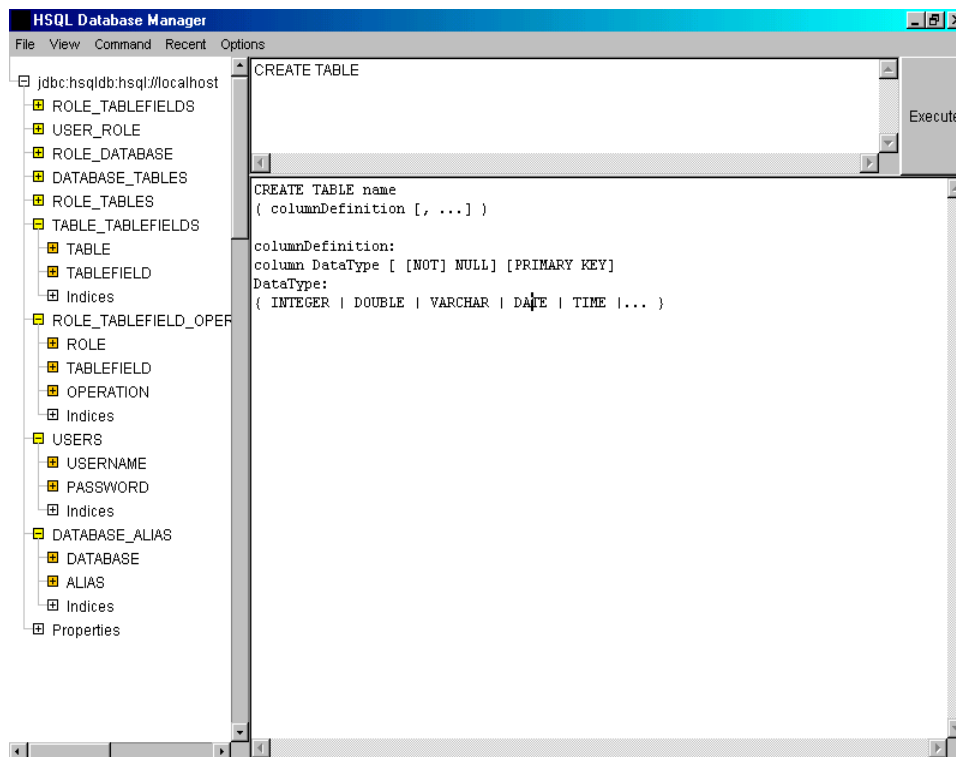 HSQL Database Manager
File View Command Recent Options
jdbc:hsqldb:hsql://localhost
ROLE_TABLEFIELDS
USER_ROLE
ROLE_DATABASE
DATABASE_TABLES
ROLE_TABLES
TABLE_TABLEFIELDS
TABLE
TABLEFIELD
Indices
ROLE_TABLEFIELD_OPER
ROLE
TABLEFIELD
OPERATION
Indices
USERS
USERNAME
PASSWORD
Indices
DATABASE_ALIAS
DATABASE
ALIAS
Indices
Properties
CREATE TABLE
Execute
CREATE TABLE name
( columnDefinition [, ...] )
columnDefinition:
column DataType [ [NOT] NULL] [PRIMARY KEY]
DataType:
{ INTEGER | DOUBLE | VARCHAR | DATE | TIME |... }